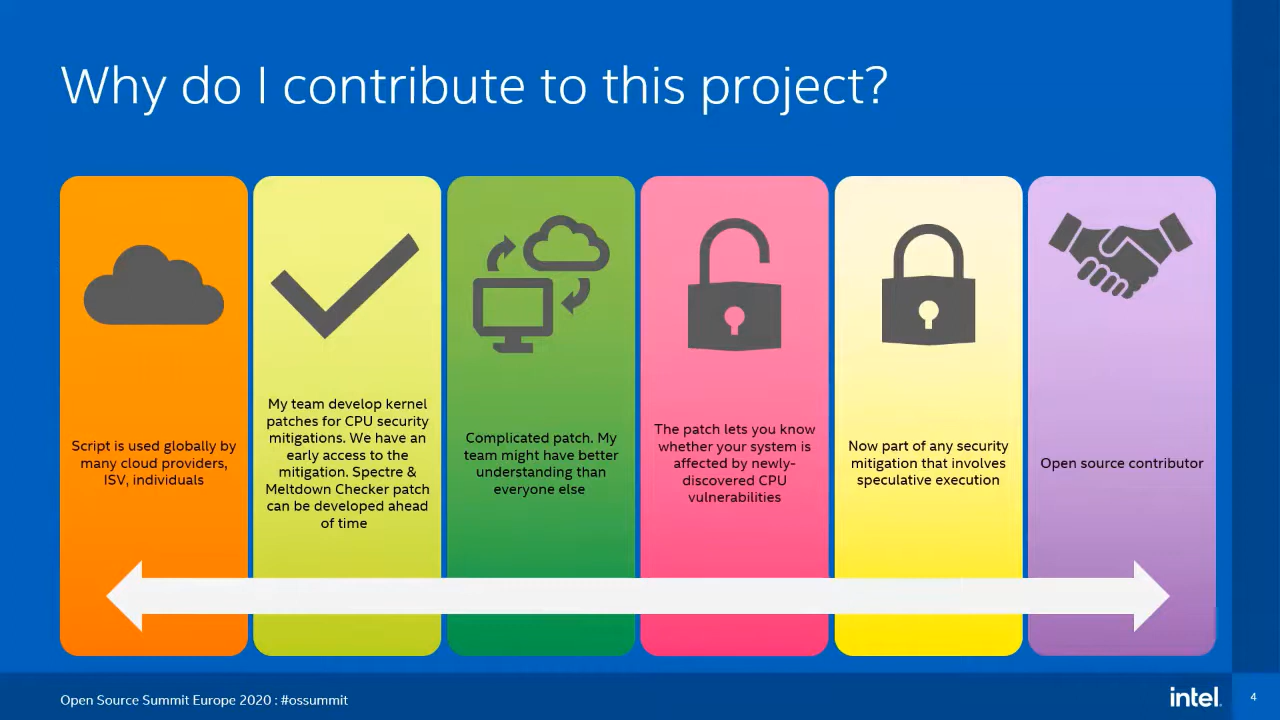 Why do I contribute to this project?
Script is used globally by
many cloud providers,
ISV, individuals
My team develop kernel
patches for CPU security
mitigations. We have an
early access to the
mitigation. Spectre &
Meltdown Checker patch
can be developed ahead
of time
Complicated patch. My
team might have better
understanding than
everyone else
The patch lets you know
whether your system is
affected by newly-
discovered CPU
vulnerabilities
Now part of any security
mitigation that involves
speculative execution
Open source contributor
Open Source Summit Europe 2020 : #ossummit
intel.
4